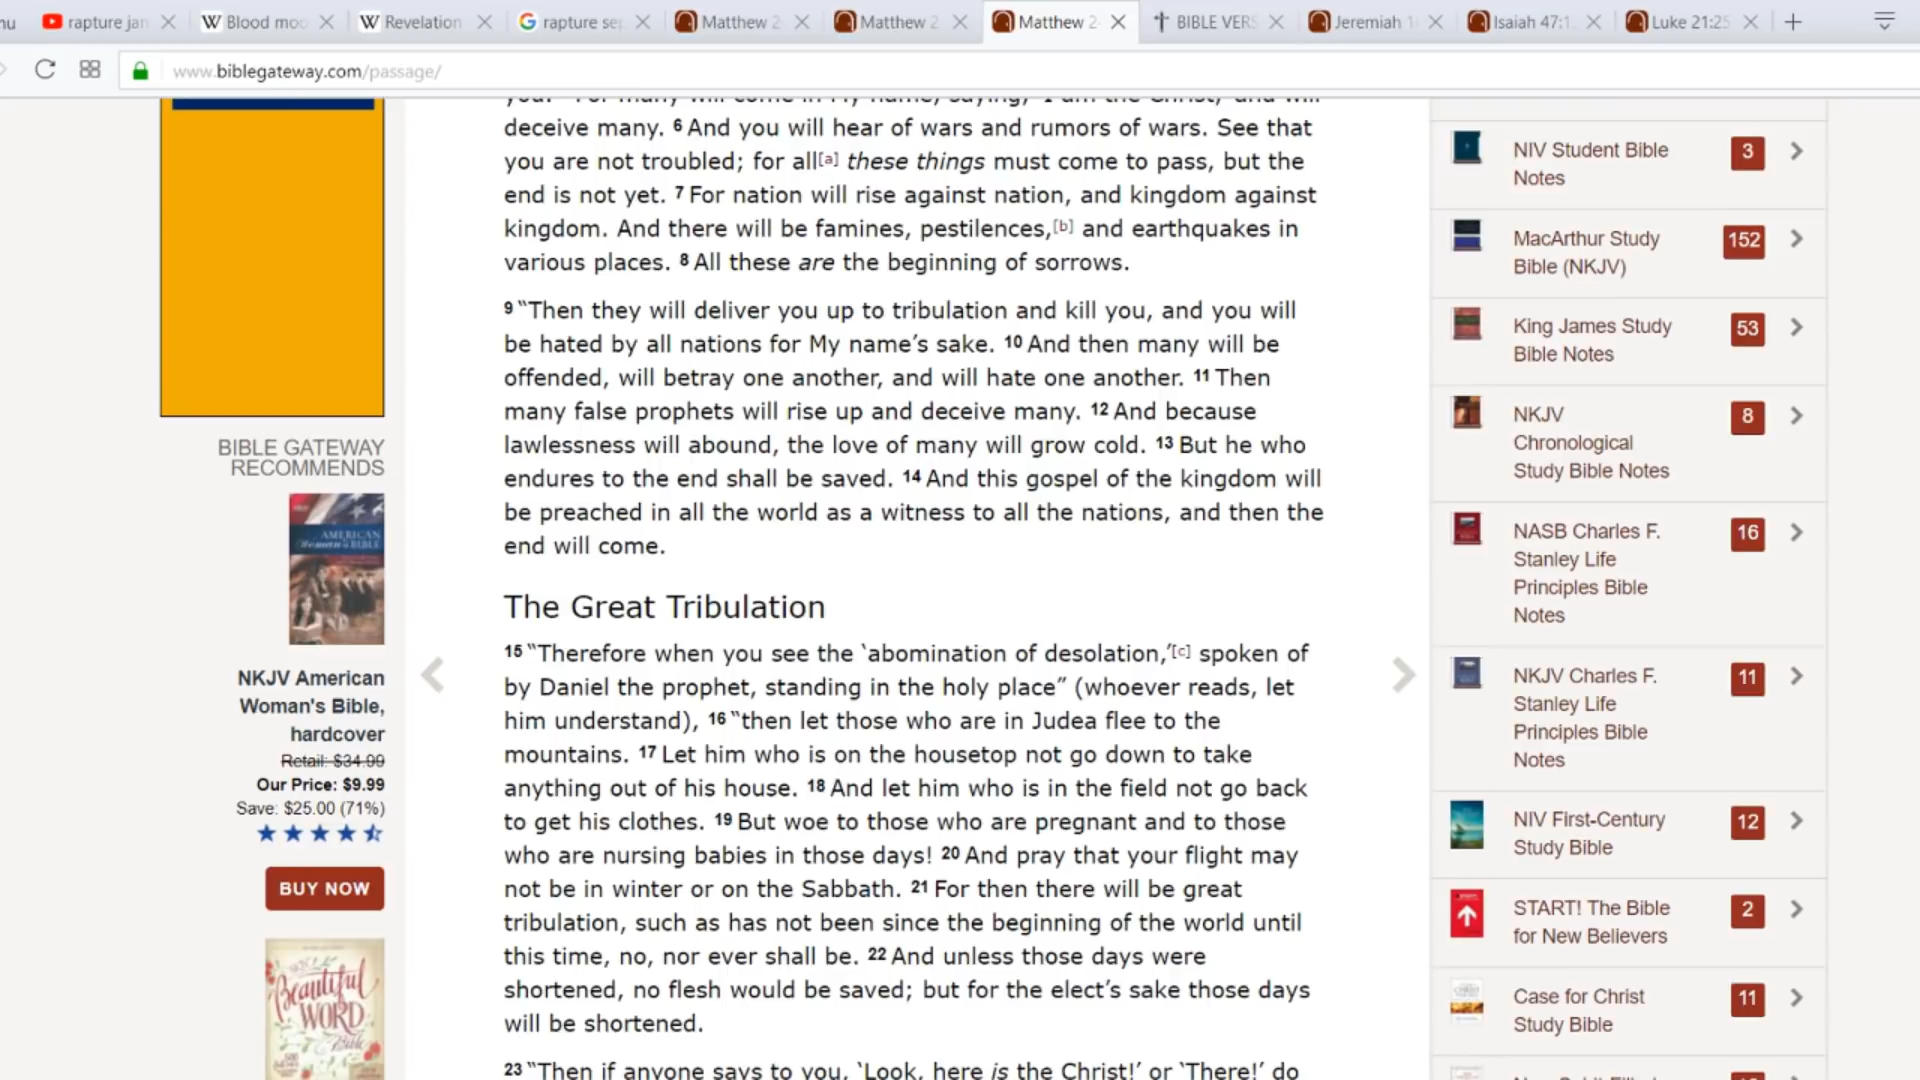 nu
rapture jan
Blood moo
Revelation
rapture se
Matthew 2
Matthew 2
Matthew 2
BIBLE VERS
Jeremiah 1
Isaiah 47:1
Luke 21:25
www.biblegateway.com/passage/
BIBLE GATEWAY
RECOMMENDS
AMERICAN
Woman's BIBLE
NKJV American
Woman's Bible,
hardcover
Retail: $34.99
Our Price: $9.99
Save: $25.00 (71%)
BUY NOW
Beautiful
WORD
Bible
you. 5 For many will come in My name, saying, 'I am the Christ,' and will
deceive many. 6 And you will hear of wars and rumors of wars. See that
you are not troubled; for all[a] these things must come to pass, but the
end is not yet. 7 For nation will rise against nation, and kingdom against
kingdom. And there will be famines, pestilences,[b] and earthquakes in
various places. 8 All these are the beginning of sorrows.
9 “Then they will deliver you up to tribulation and kill you, and you will
be hated by all nations for My name’s sake. 10 And then many will be
offended, will betray one another, and will hate one another. 11 Then
many false prophets will rise up and deceive many. 12 And because
lawlessness will abound, the love of many will grow cold. 13 But he who
endures to the end shall be saved. 14 And this gospel of the kingdom will
be preached in all the world as a witness to all the nations, and then the
end will come.
The Great Tribulation
15 “Therefore when you see the ‘abomination of desolation,’[c] spoken of
by Daniel the prophet, standing in the holy place” (whoever reads, let
him understand), 16 “then let those who are in Judea flee to the
mountains. 17 Let him who is on the housetop not go down to take
anything out of his house. 18 And let him who is in the field not go back
to get his clothes. 19 But woe to those who are pregnant and to those
who are nursing babies in those days! 20 And pray that your flight may
not be in winter or on the Sabbath. 21 For then there will be great
tribulation, such as has not been since the beginning of the world until
this time, no, nor ever shall be. 22 And unless those days were
shortened, no flesh would be saved; but for the elect’s sake those days
will be shortened.
23 “Then if anyone says to you, ‘Look, here is the Christ!’ or ‘There!’ do
NIV Student Bible
Notes
3
MacArthur Study
Bible (NKJV)
152
King James Study
Bible Notes
53
NKJV
Chronological
Study Bible Notes
8
NASB Charles F.
Stanley Life
Principles Bible
Notes
16
NKJV Charles F.
Stanley Life
Principles Bible
Notes
11
NIV First-Century
Study Bible
12
START! The Bible
for New Believers
2
Case for Christ
Study Bible
11